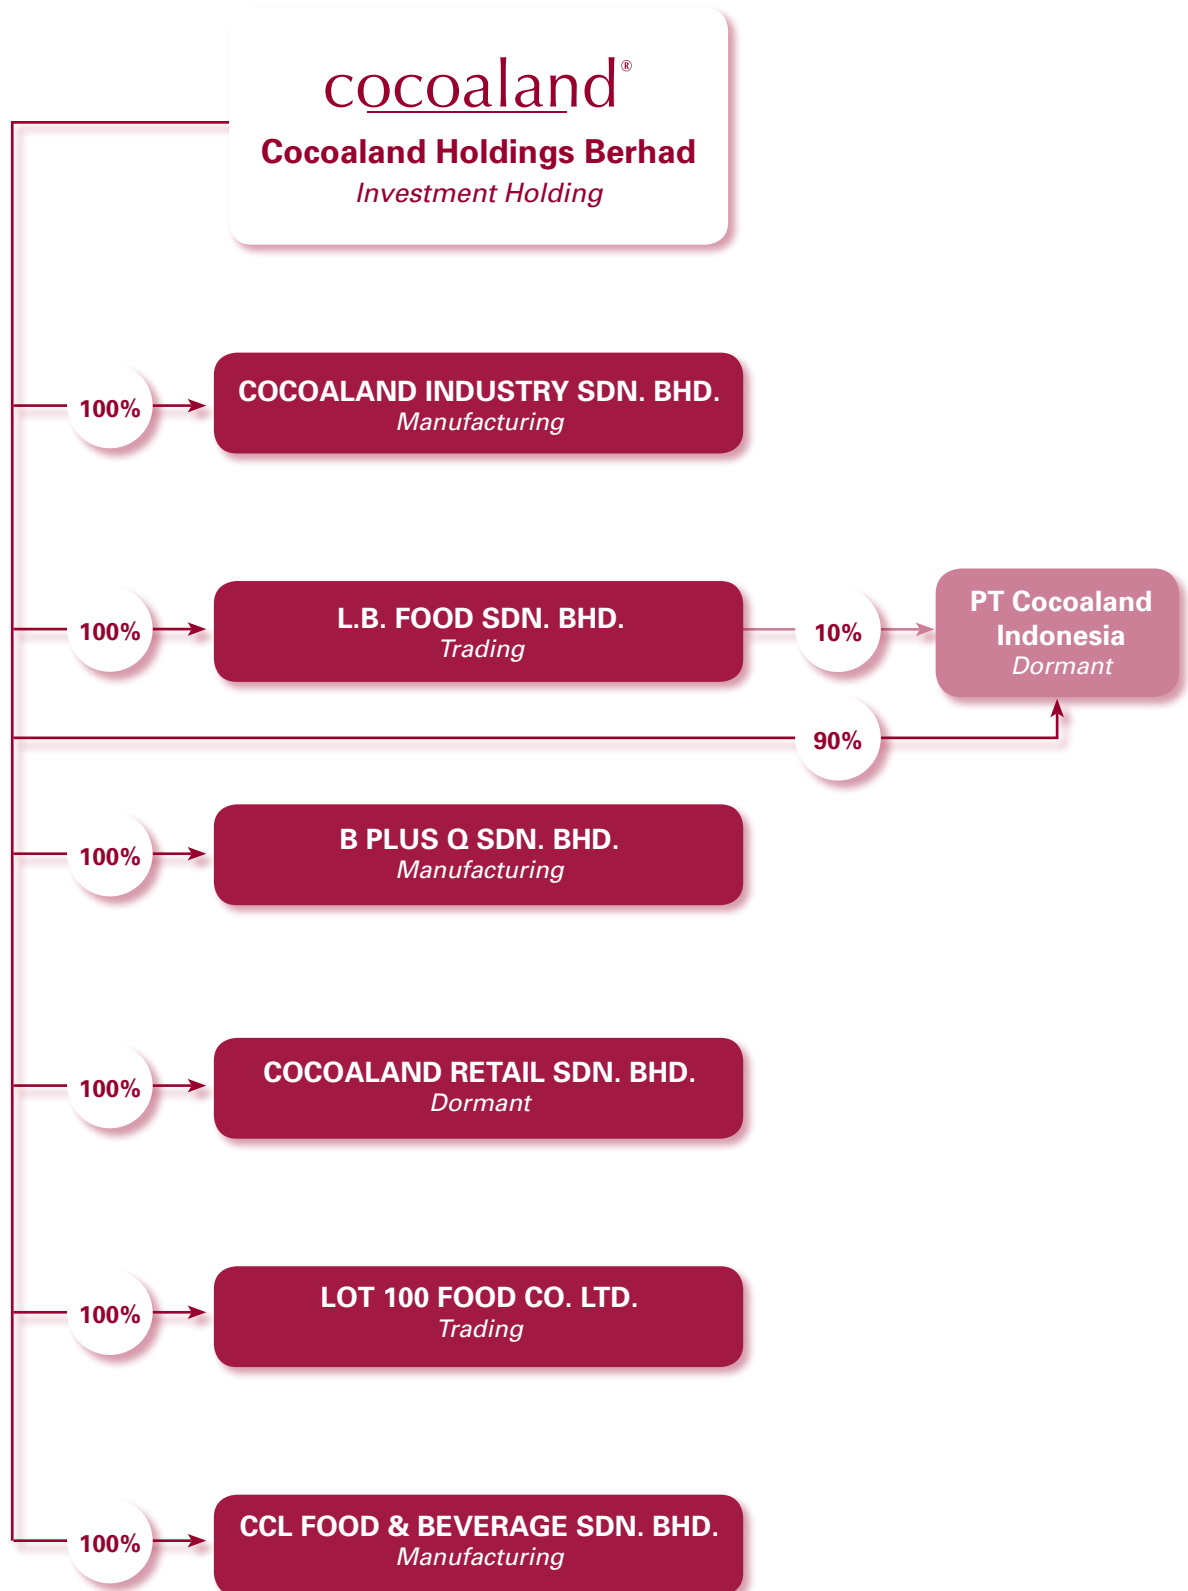 cocoaland®
Cocoaland Holdings Berhad
Investment Holding
100%
COCOALAND INDUSTRY SDN. BHD.
Manufacturing
100%
L.B. FOOD SDN. BHD.
Trading
10%
PT Cocoaland
Indonesia
Dormant
90%
100%
B PLUS Q SDN. BHD.
Manufacturing
100%
COCOALAND RETAIL SDN. BHD.
Dormant
100%
LOT 100 FOOD CO. LTD.
Trading
100%
CCL FOOD & BEVERAGE SDN. BHD.
Manufacturing